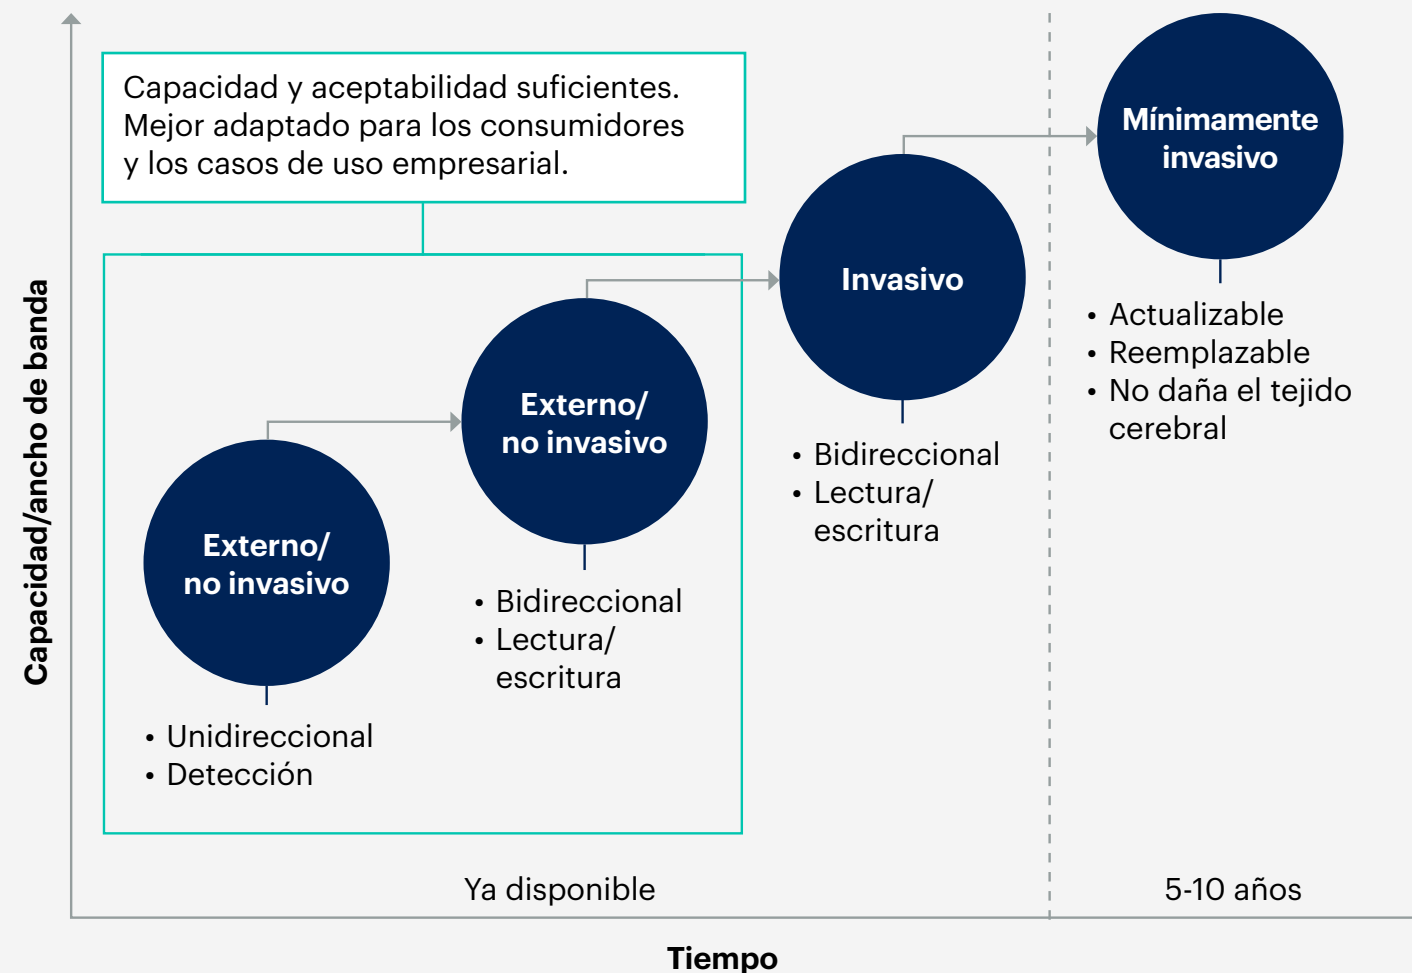 Capacidad y aceptabilidad suficientes.
Mejor adaptado para los consumidores
y los casos de uso empresarial.
Capacidad/ancho de banda
Externo/
no invasivo
• Unidireccional
• Detección
Externo/
no invasivo
• Bidireccional
• Lectura/
escritura
Invasivo
• Bidireccional
• Lectura/
escritura
Mínimamente
invasivo
• Actualizable
• Reemplazable
• No daña el tejido
cerebral
Ya disponible
5-10 años
Tiempo